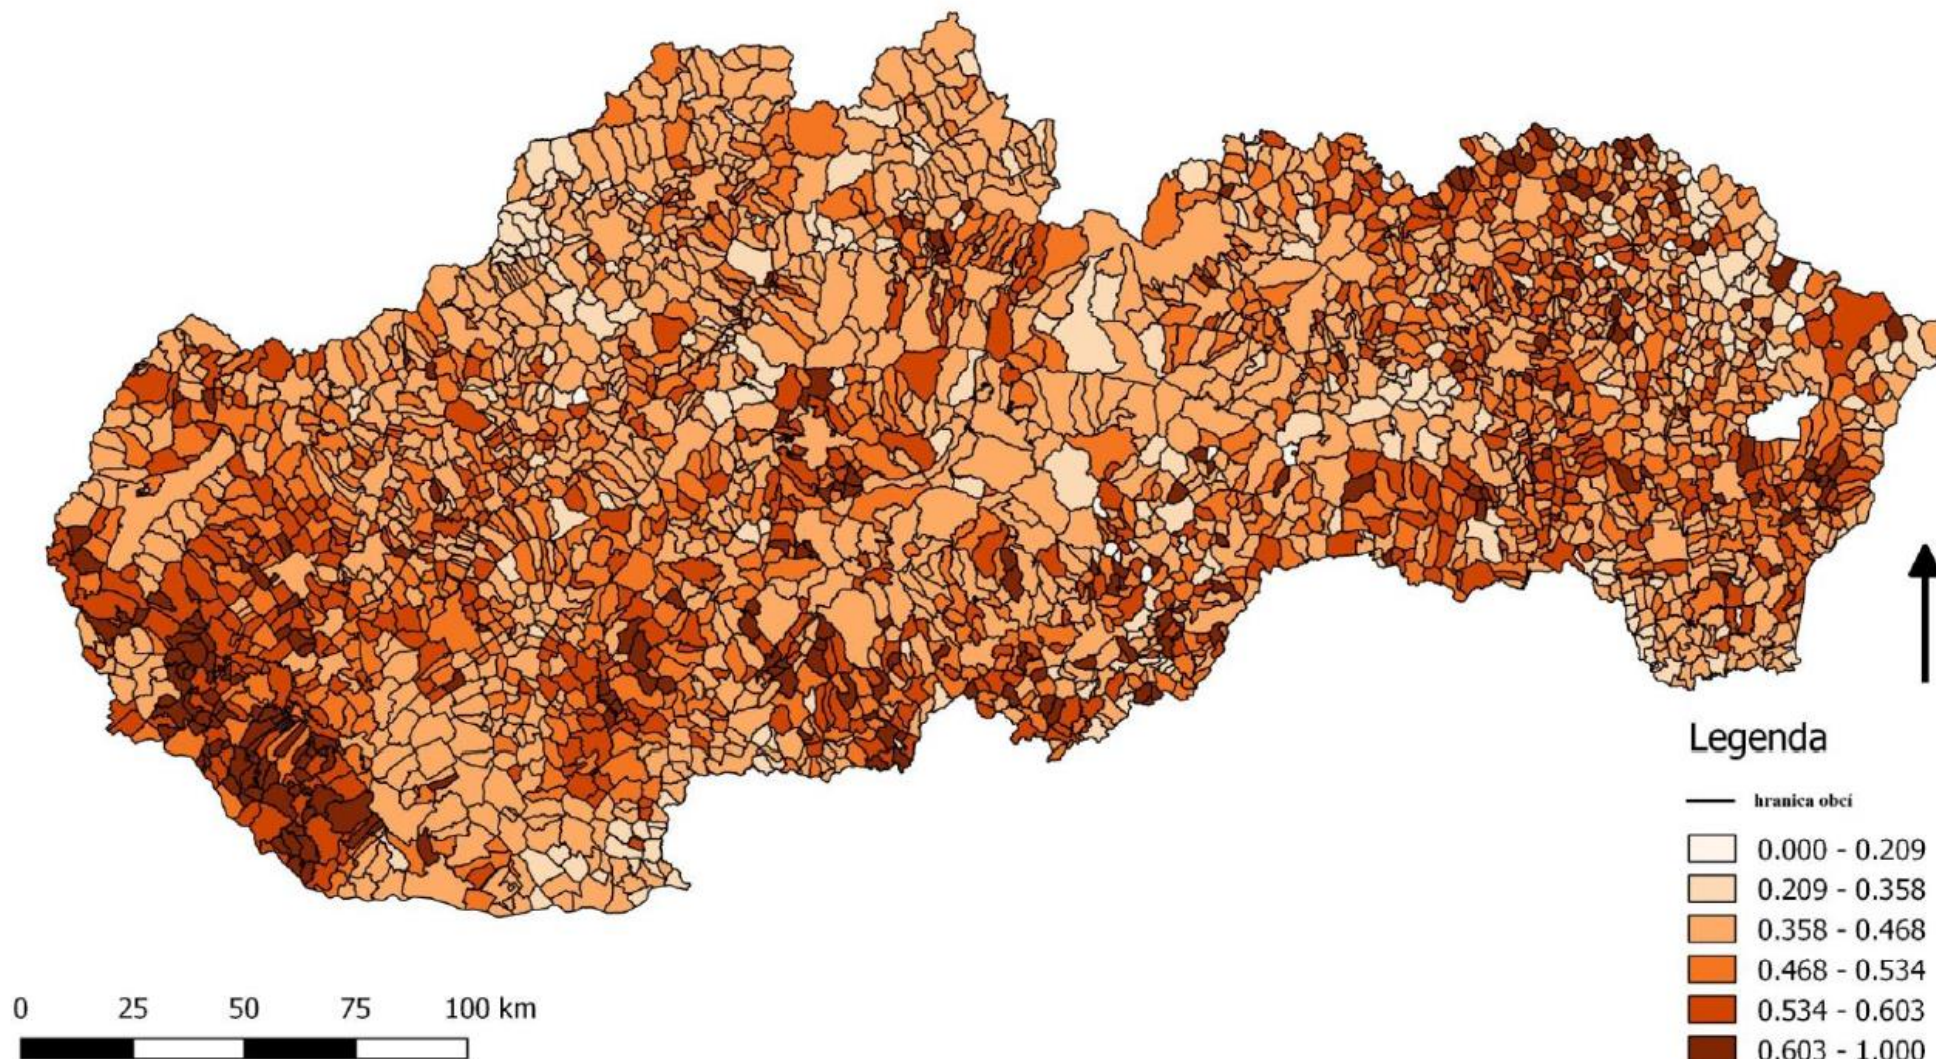 Legenda
hranica obcí
0.000 - 0.209
0.209 - 0.358
0.358 - 0.468
0.468 - 0.534
0.534 - 0.603
0.603 - 1.000
0 25 50 75 100 km